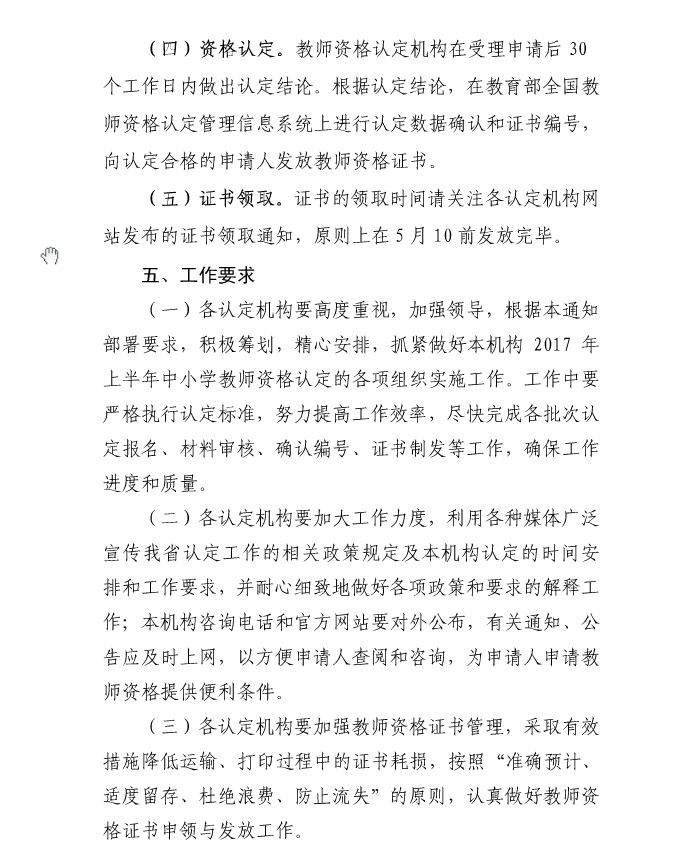 （四）资格认定。教师资格认定机构在受理申请后 30
个工作日内做出认定结论。根据认定结论，在教育部全国教
师资格认定管理信息系统上进行认定数据确认和证书编号，
向认定合格的申请人发放教师资格证书。
（五）证书领取。证书的领取时间请关注各认定机构网
站发布的证书领取通知，原则上在 5 月 10 前发放完毕。
五、工作要求
（一）各认定机构要高度重视，加强领导，根据本通知
部署要求，积极筹划，精心安排，抓紧做好本机构 2017 年
上半年中小学教师资格认定的各项组织实施工作。工作中要
严格执行认定标准，努力提高工作效率，尽快完成各批次认
定报名、材料审核、确认编号、证书制发等工作，确保工作
进度和质量。
（二）各认定机构要加大工作力度，利用各种媒体广泛
宣传我省认定工作的相关政策规定及本机构认定的时间安
排和工作要求，并耐心细致地做好各项政策和要求的解释工
作；本机构咨询电话和官方网站要对外公布，有关通知、公
告应及时上网，以方便申请人查阅和咨询，为申请人申请教
师资格提供便利条件。
（三）各认定机构要加强教师资格证书管理，采取有效
措施降低运输、打印过程中的证书耗损，按照“准确预计、
适度留存、杜绝浪费、防止流失”的原则，认真做好教师资
格证书申领与发放工作。